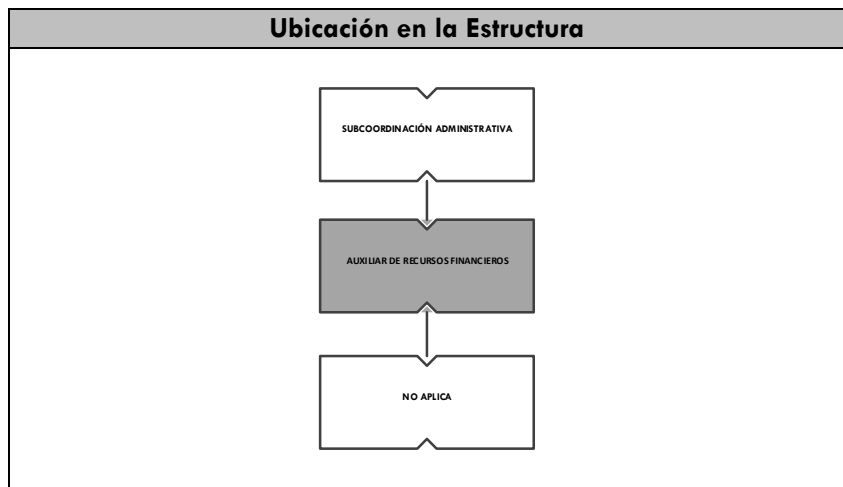 Ubicación en la Estructura
SUBCOORDINACIÓN ADMINISTRATIVA
AUXILIAR DE RECURSOS FINANCIEROS
NO APLICA